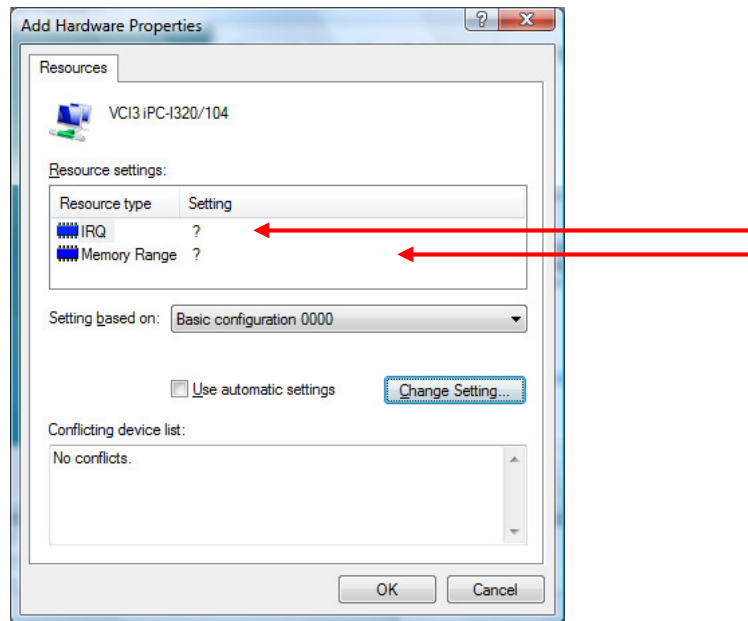 Add Hardware Properties
?
X
Resources
VCI3 iPC-I320/104
Resource settings:
Resource type Setting
IRQ ?
Memory Range ?
Setting based on: Basic configuration 0000
Use automatic settings Change Setting...
Conflicting device list:
No conflicts.
OK Cancel